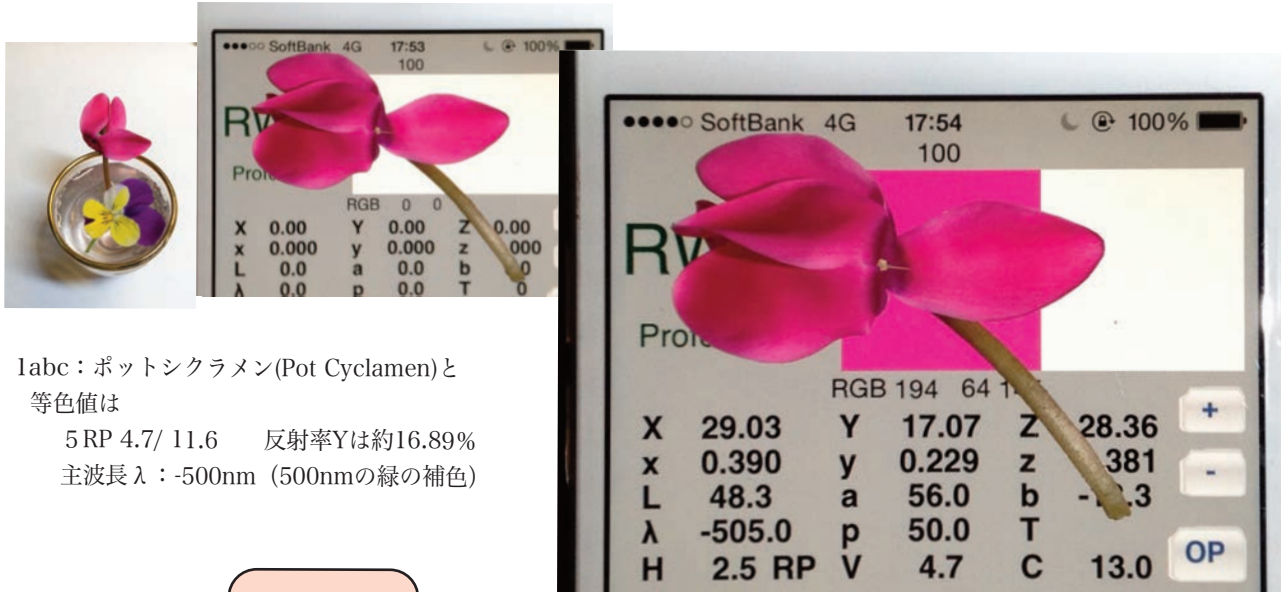 SoftBank 4G 17:53 100%
100
RGB 0 0
X 0.00 Y 0.00 Z 0.00
x 0.000 y 0.000 z 000
L 0.0 a 0.0 b 0
λ 0.0 p 0.0 T 0
SoftBank 4G 17:54 100%
100
RGB 194 64
X 29.03 Y 17.07 Z 28.36
x 0.390 y 0.229 z .381
L 48.3 a 56.0 b
λ -505.0 p 50.0 T
H 2.5 RP V 4.7 C 13.0
+
-
OP
1abc：ポットシクラメン(Pot Cyclamen)と
等色値は
5 RP 4.7/ 11.6 反射率Yは約16.89%
主波長λ：-500nm（500nmの緑の補色）